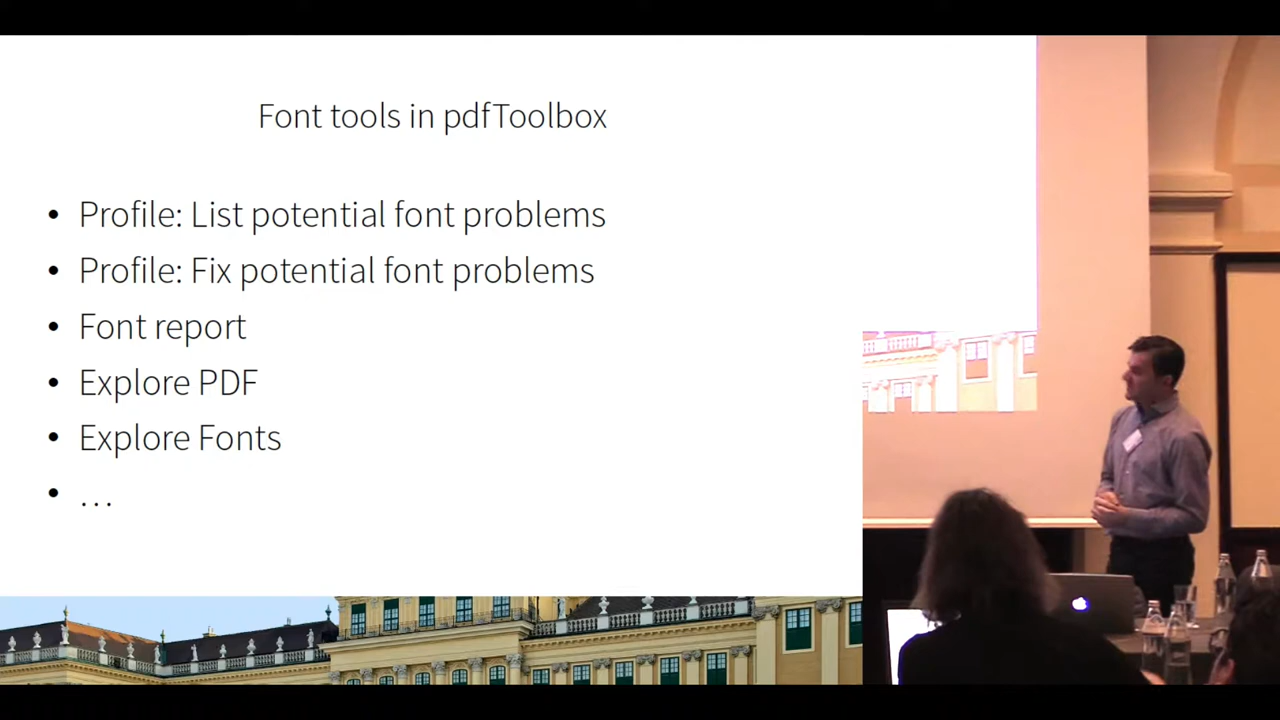 Font tools in pdfToolbox
• Profile: List potential font problems
• Profile: Fix potential font problems
• Font report
• Explore PDF
• Explore Fonts
• …